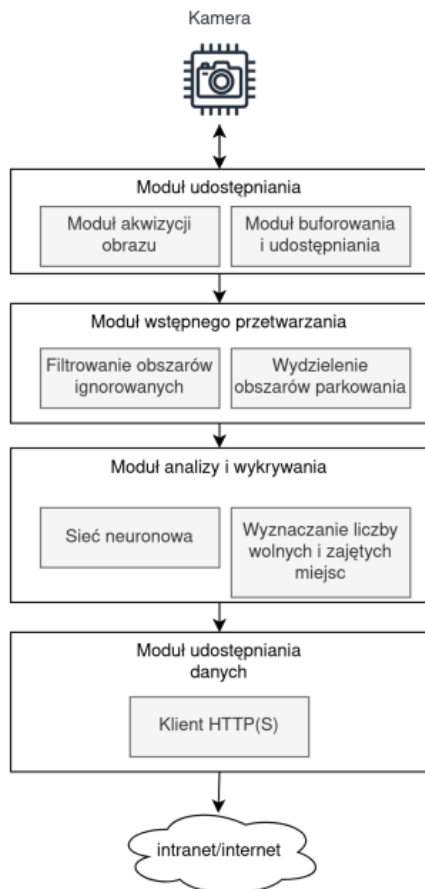 Kamera
Moduł udostępniania
Moduł akwizycji
obrazu
Moduł buforowania
i udostępniania
Moduł wstępnego przetwarzania
Filtrowanie obszarów
ignorowanych
Wydzielenie
obszarów parkowania
Moduł analizy i wykrywania
Sieć neuronowa
Wyznaczanie liczby
wolnych i zajętych
miejsc
Moduł udostępniania
danych
Klient HTTP(S)
intranet/internet